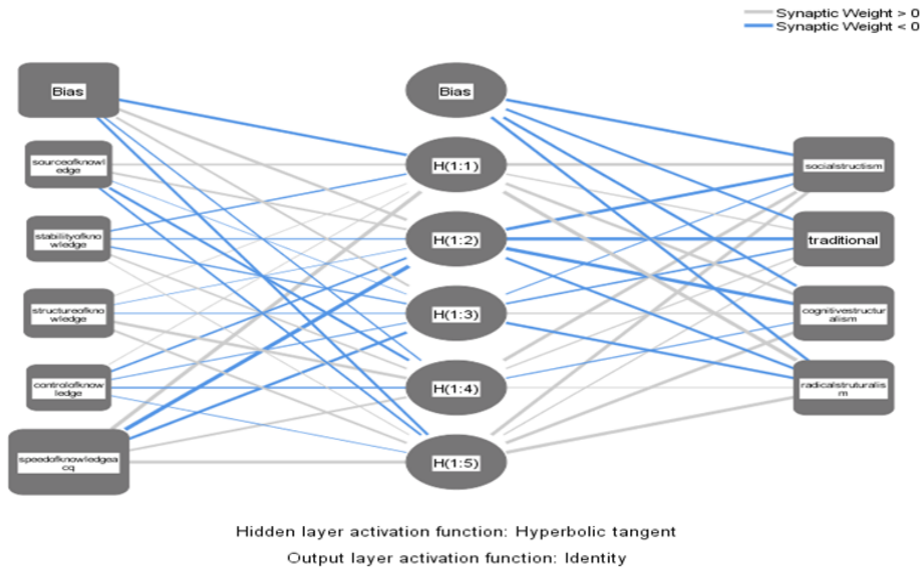 Synaptic Weight > 0
Synaptic Weight < 0
Bias
sourceofknowl
edge
stabilityofkno
wledge
structureofkno
wledge
controlofknow
ledge
speedofknowledgea
cq
Bias
H(1:1)
H(1:2)
H(1:3)
H(1:4)
H(1:5)
socialstructism
traditional
cognitivestructur
alism
radicalstruturalis
m
Hidden layer activation function: Hyperbolic tangent
Output layer activation function: Identity